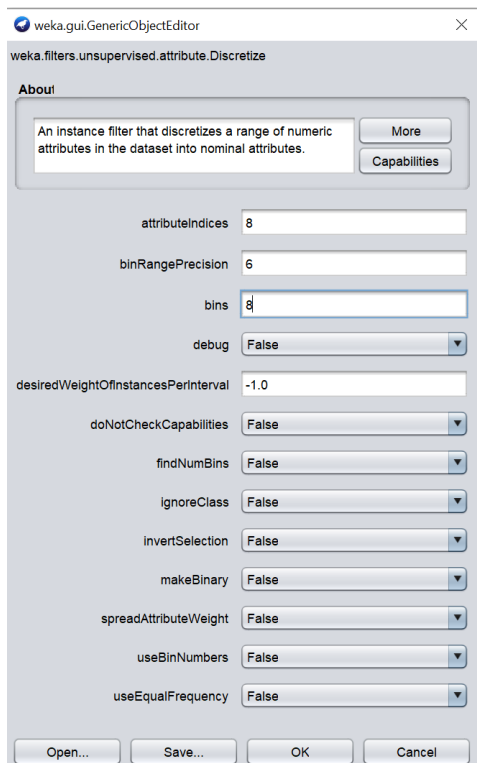 weka.gui.GenericObjectEditor
weka.filters.unsupervised.attribute.Discretize
About
An instance filter that discretizes a range of numeric
attributes in the dataset into nominal attributes.
More
Capabilities
attributeIndices 8
binRangePrecision 6
bins 8
debug False
desiredWeightOfInstancesPerInterval -1.0
doNotCheckCapabilities False
findNumBins False
ignoreClass False
invertSelection False
makeBinary False
spreadAttributeWeight False
useBinNumbers False
useEqualFrequency False
Open... Save... OK Cancel